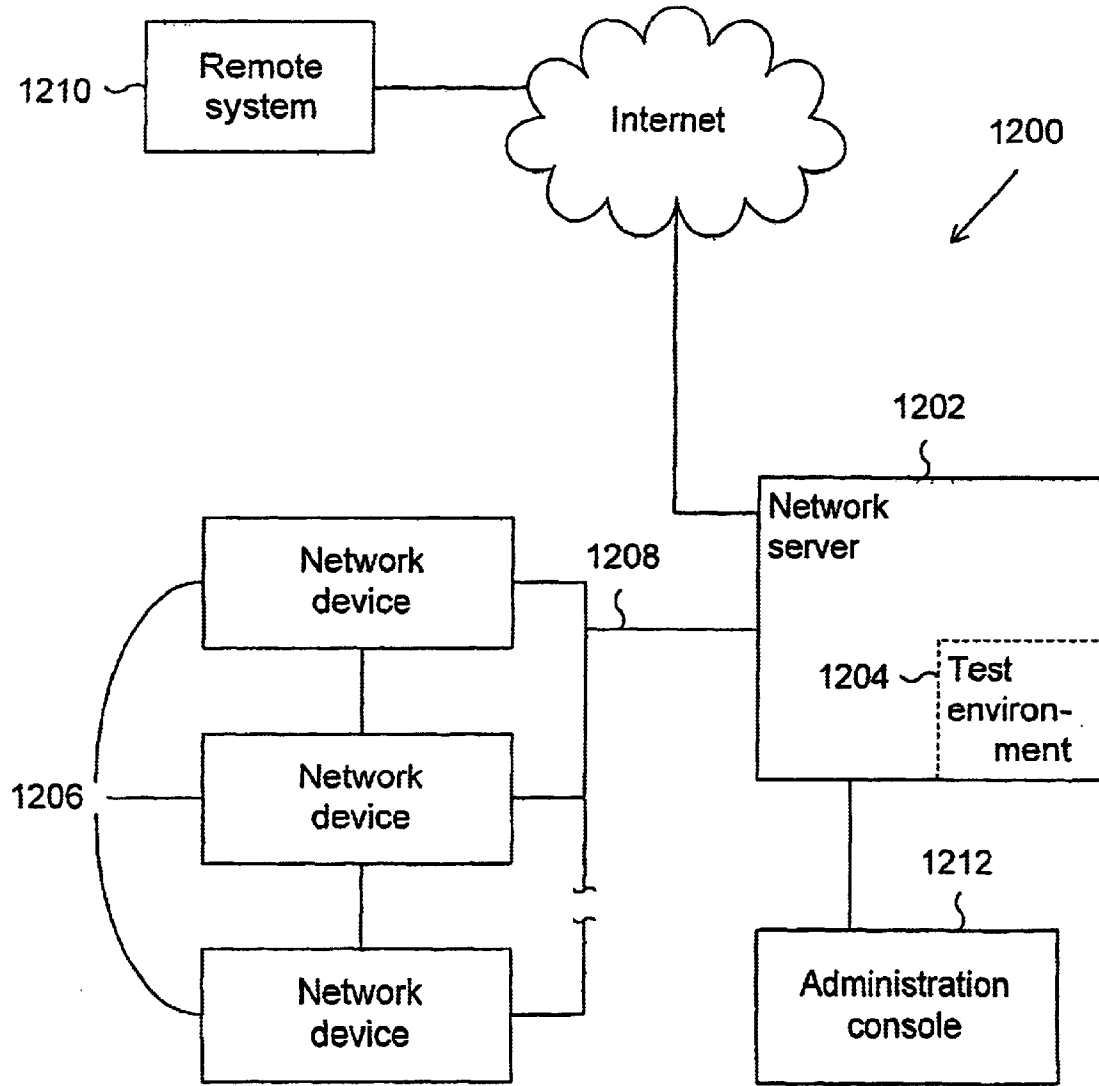 1210
Remote
system
Internet
1200
1202
Network
server
1208
1204
Test
environ-
ment
Network
device
1206
Network
device
Network
device
1212
Administration
console